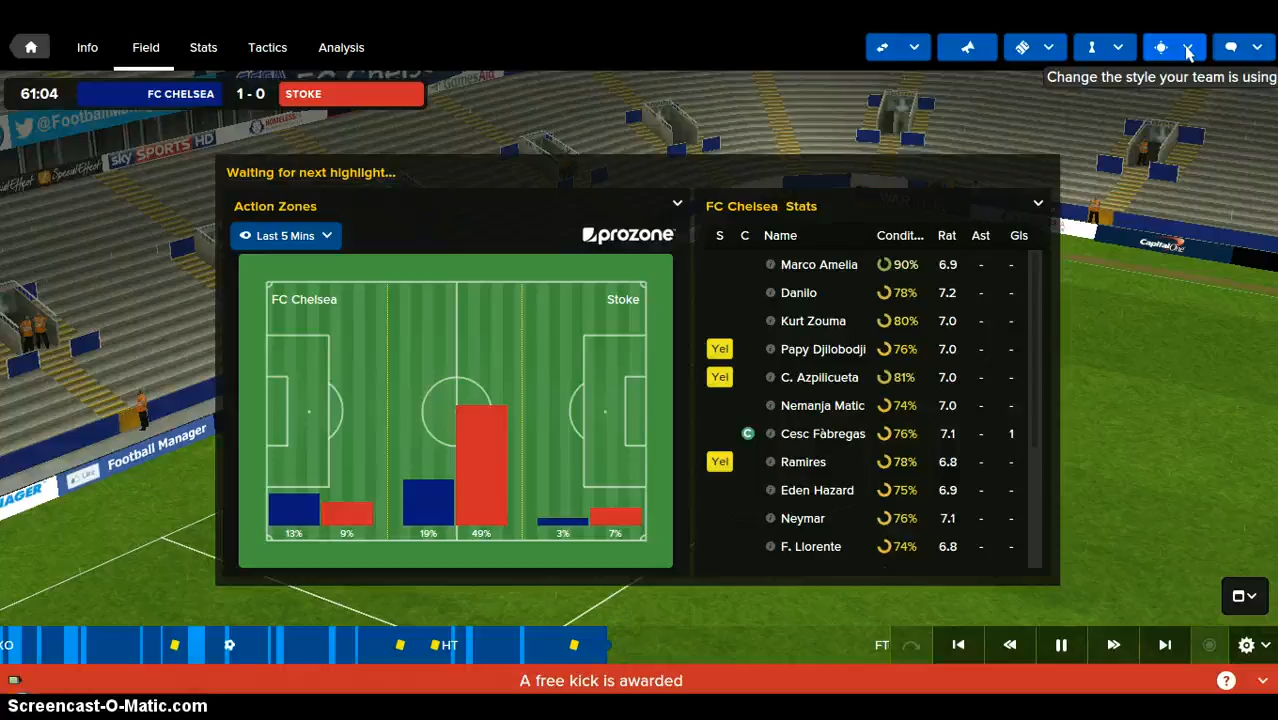 Info Field Stats Tactics Analysis
Change the style your team is using
61:04 FC CHELSEA 1 - 0 STOKE
@FootballMa
HOMELESS
sky SPORTS HD
SpecialEffect
Waiting for next highlight...
Action Zones
Last 5 Mins
prozone
FC Chelsea Stoke
13% 9% 19% 49% 3% 7%
FC Chelsea Stats
S C Name Condit... Rat Ast Gls
Marco Amelia 90% 6.9 - -
Danilo 78% 7.2 - -
Kurt Zouma 80% 7.0 - -
Yel Papy Djilobodji 76% 7.0 - -
Yel C. Azpilicueta 81% 7.0 - -
Nemanja Matic 74% 7.0 - -
C Cesc Fàbregas 76% 7.1 - 1
Yel Ramires 78% 6.8 - -
Eden Hazard 75% 6.9 - -
Neymar 76% 7.1 - -
F. Llorente 74% 6.8 - -
Capital One
Football Manager
NAGER
KO HT FT
A free kick is awarded
?
Screencast-O-Matic.com